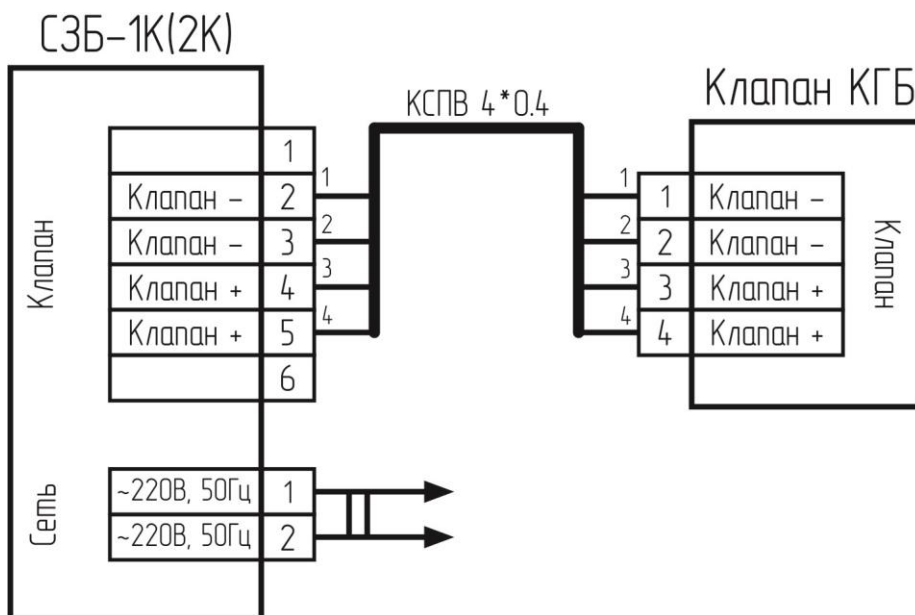 СЗБ-1К(2К)
КСПВ 4*0.4
Клапан КГБ
Клапан
1
Клапан - 2
Клапан - 3
Клапан + 4
Клапан + 5
6
1
2
3
4
1
2
3
4
1 Клапан -
2 Клапан -
3 Клапан +
4 Клапан +
Клапан
Сеть
~220В, 50Гц 1
~220В, 50Гц 2